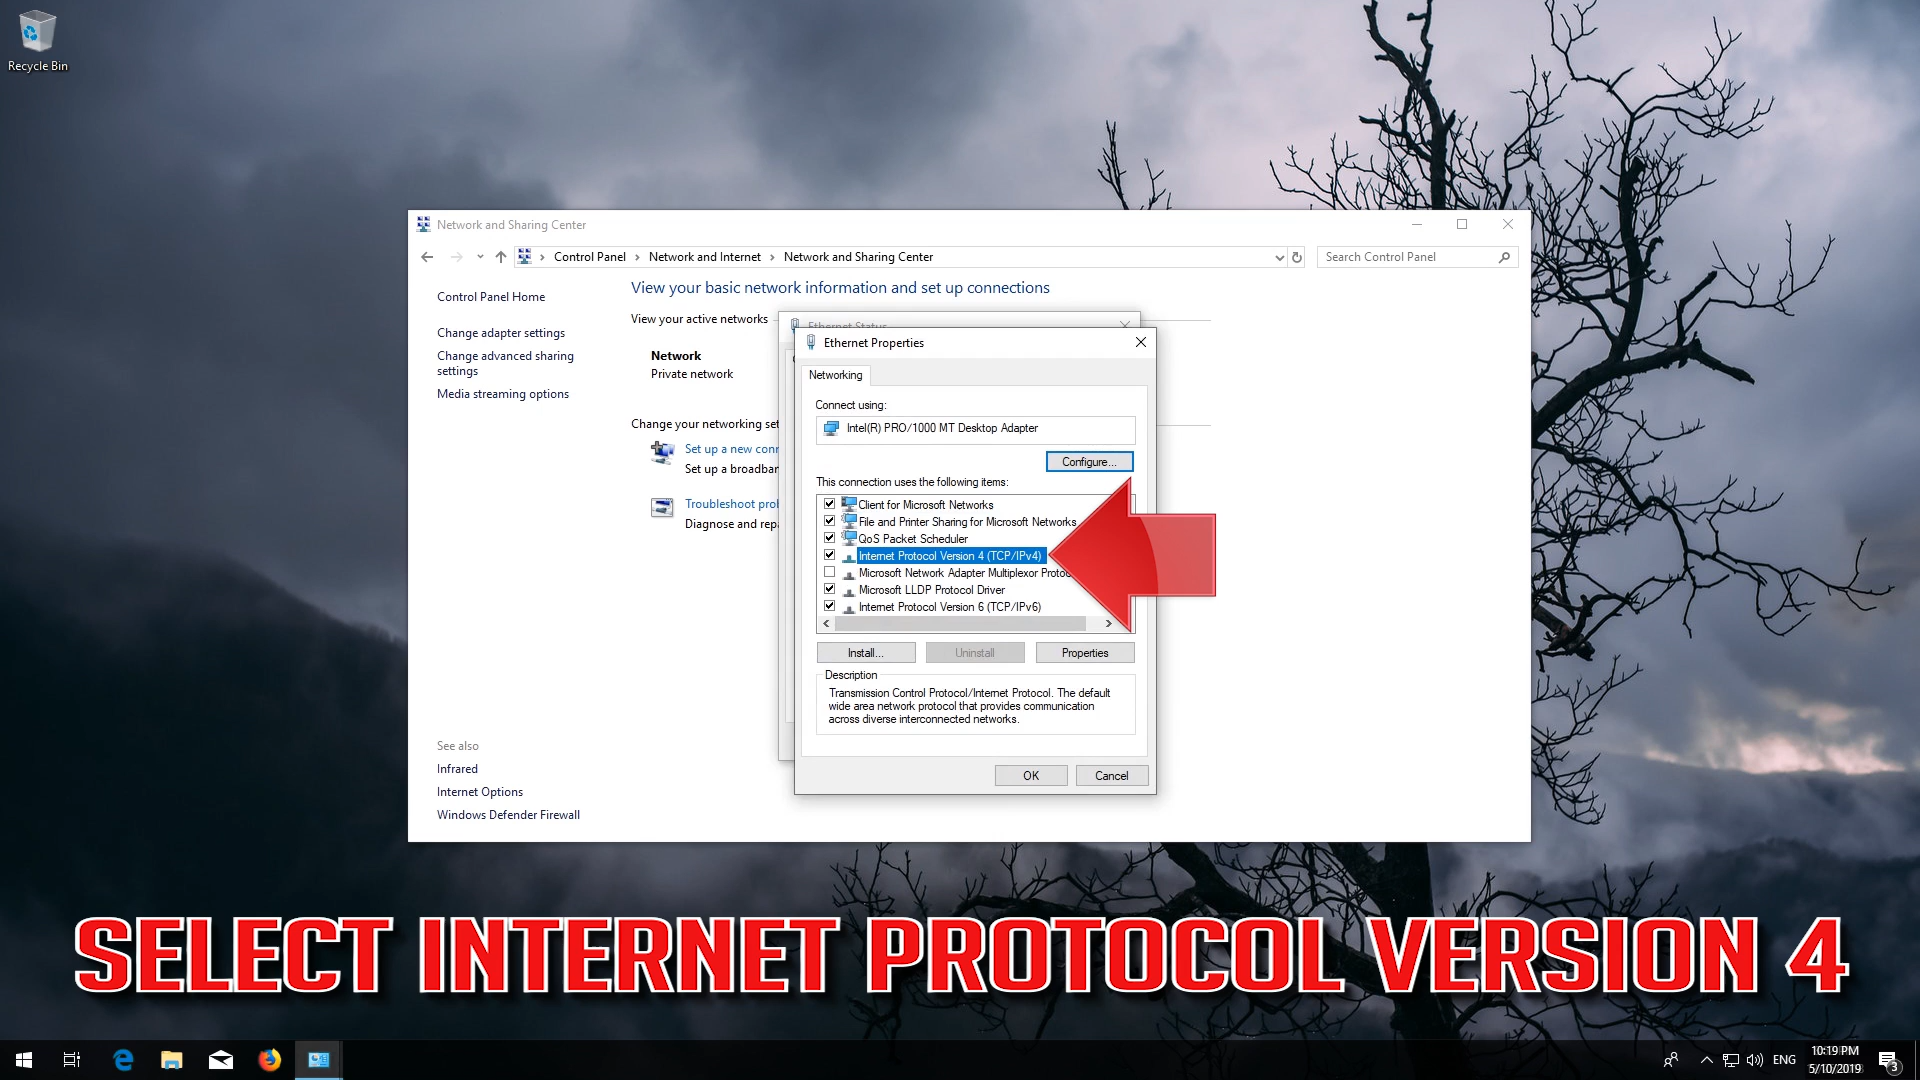 Recycle Bin
Network and Sharing Center
Control Panel
Network and Internet
Network and Sharing Center
Search Control Panel
Control Panel Home
Change adapter settings
Change advanced sharing
settings
Media streaming options
See also
Infrared
Internet Options
Windows Defender Firewall
View your basic network information and set up connections
View your active networks
Network
Private network
Change your networking set
Set up a new conn
Set up a broadban
Troubleshoot prob
Diagnose and repa
Ethernet Status
Ethernet Properties
Networking
Connect using:
Intel(R) PRO/1000 MT Desktop Adapter
Configure...
This connection uses the following items:
Client for Microsoft Networks
File and Printer Sharing for Microsoft Networks
QoS Packet Scheduler
Internet Protocol Version 4 (TCP/IPv4)
Microsoft Network Adapter Multiplexor Protoc
Microsoft LLDP Protocol Driver
Internet Protocol Version 6 (TCP/IPv6)
Install...
Uninstall
Properties
Description
Transmission Control Protocol/Internet Protocol. The default
wide area network protocol that provides communication
across diverse interconnected networks.
OK
Cancel
SELECT INTERNET PROTOCOL VERSION 4
ENG
10:19 PM
5/10/2019
3